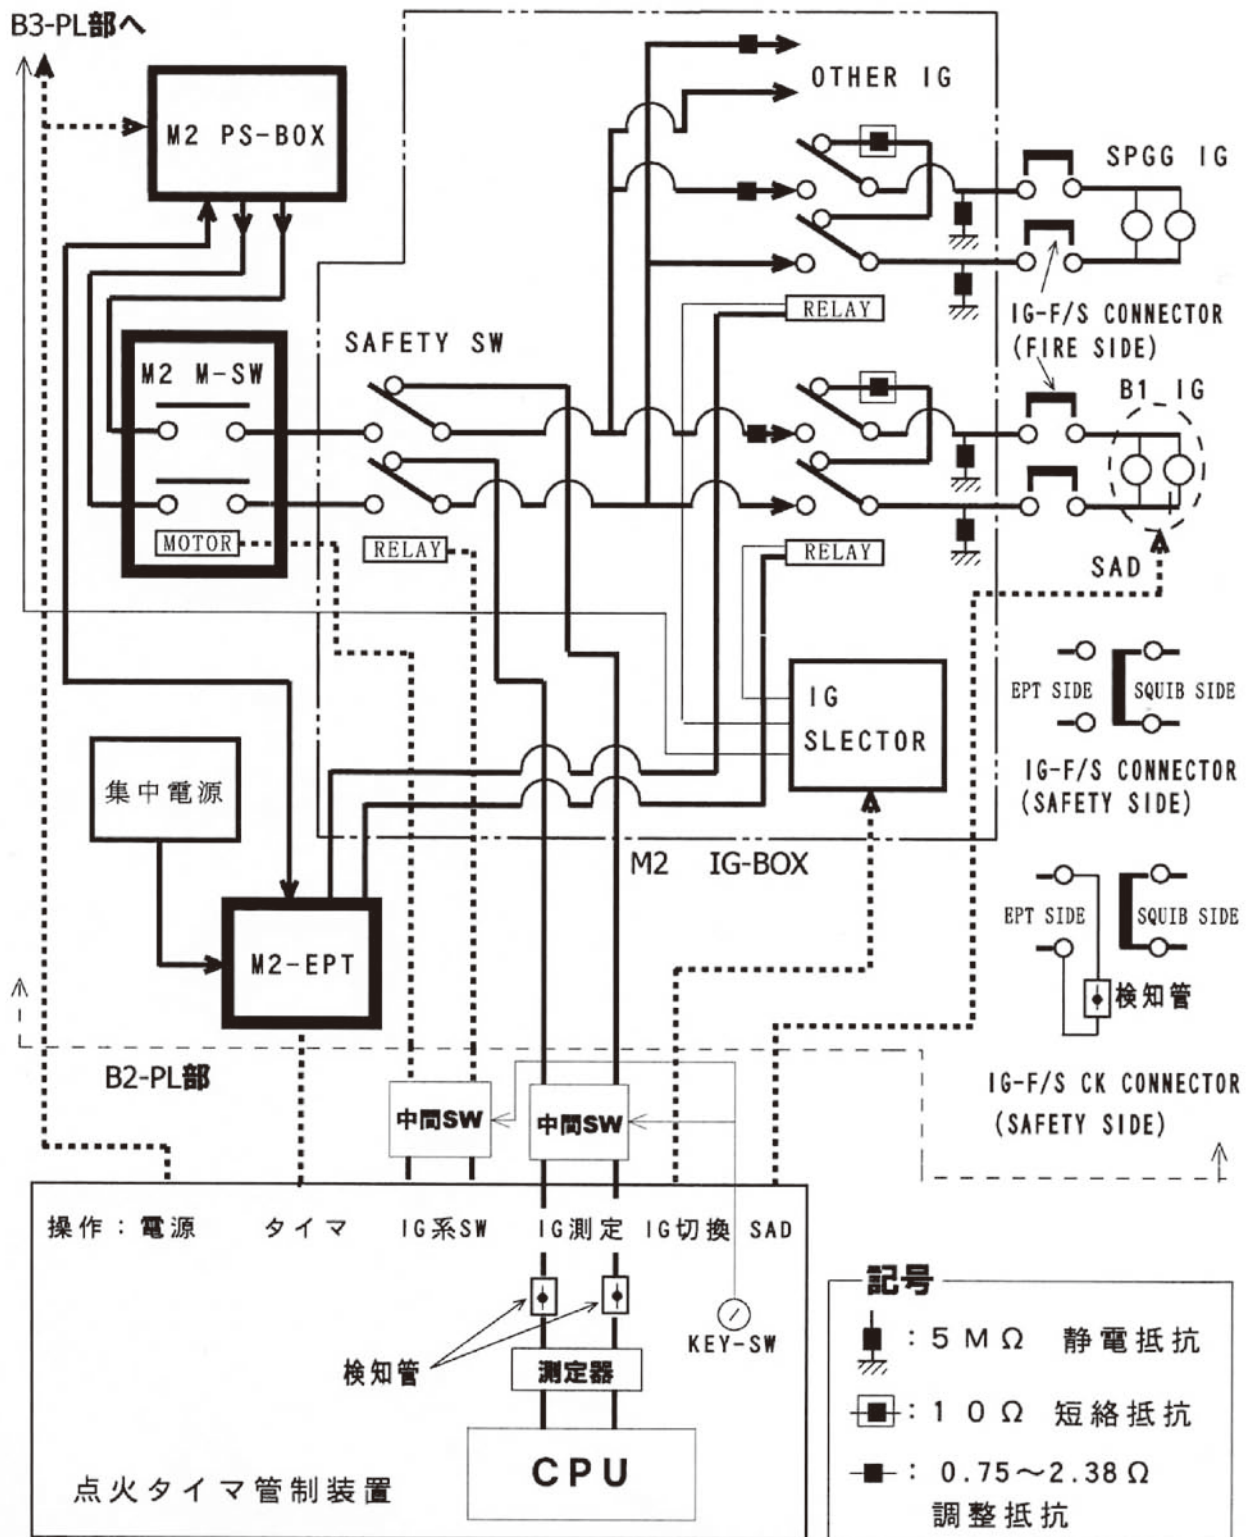 B3-PL部へ
M2 PS-BOX
OTHER IG
SPGG IG
IG-F/S CONNECTOR
(FIRE SIDE)
RELAY
SAFETY SW
M2 M-SW
B1 IG
MOTOR
RELAY
RELAY
SAD
EPT SIDE
SQUIB SIDE
IG
SLECTOR
IG-F/S CONNECTOR
(SAFETY SIDE)
集中電源
M2 IG-BOX
EPT SIDE
SQUIB SIDE
M2-EPT
検知管
B2-PL部
IG-F/S CK CONNECTOR
(SAFETY SIDE)
中間SW
中間SW
操作：電源 タイマ IG系SW IG測定 IG切換 SAD
KEY-SW
検知管
測定器
CPU
点火タイマ管制装置
記号
：5MΩ 静電抵抗
：10Ω 短絡抵抗
：0.75～2.38Ω
調整抵抗